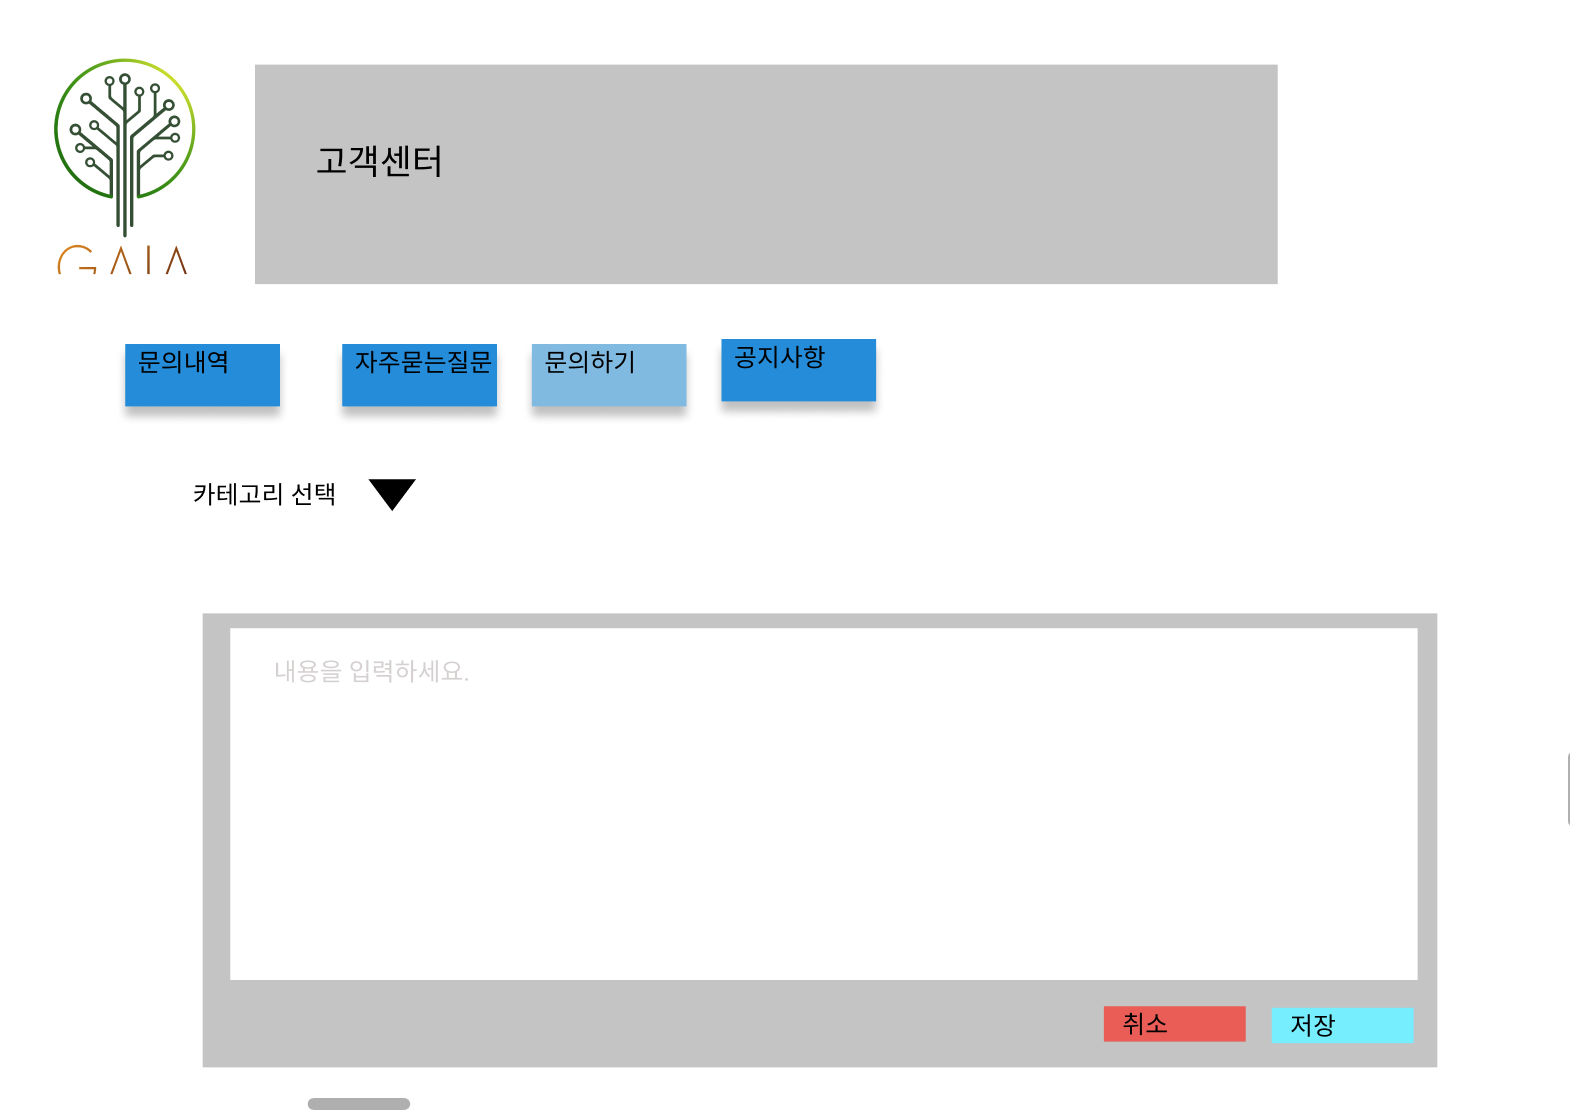 GAIA
고객센터
문의내역
자주묻는질문
문의하기
공지사항
카테고리 선택
내용을 입력하세요.
취소
저장